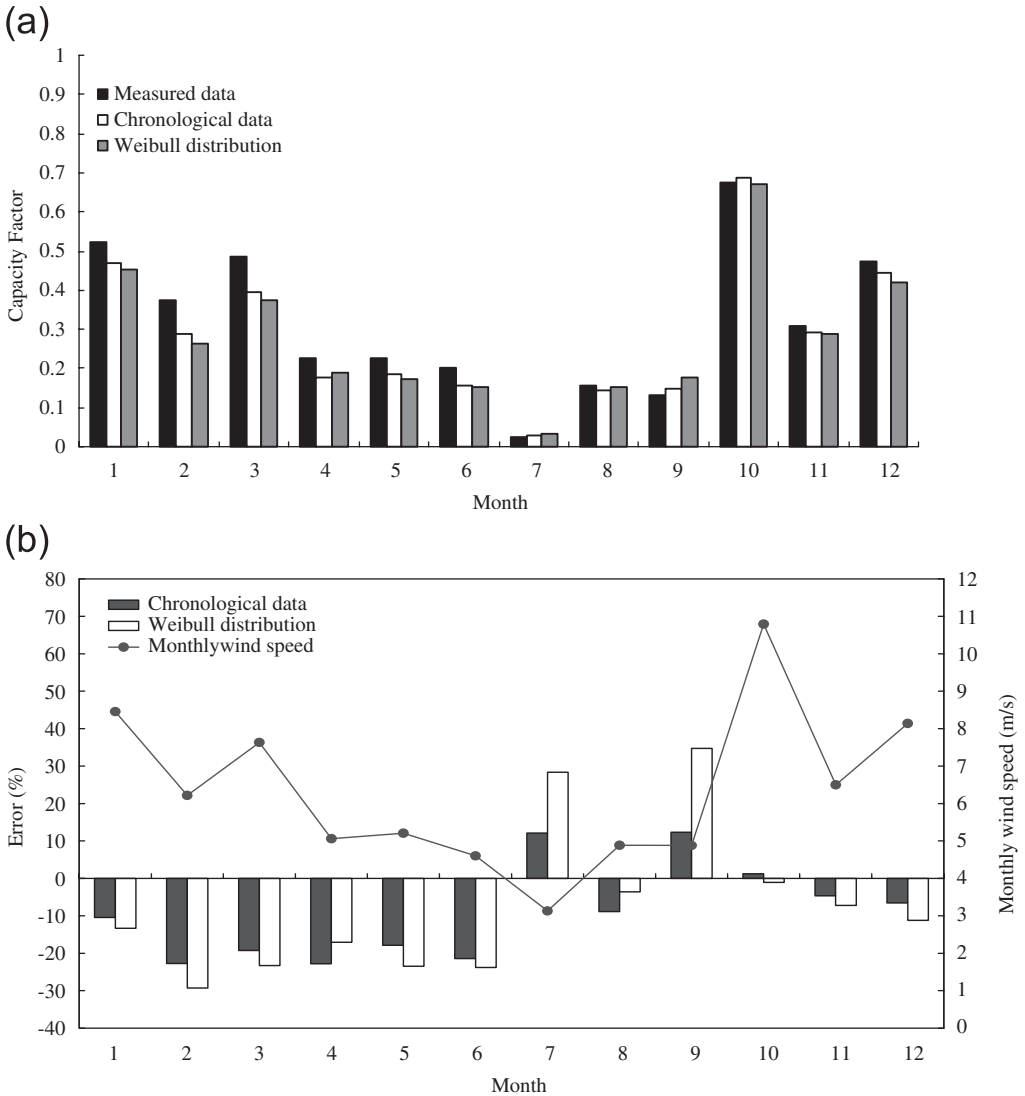 (a)
1
0.9
0.8
0.7
0.6
0.5
0.4
0.3
0.2
0.1
0
Capacity Factor
Measured data
Chronological data
Weibull distribution
1 2 3 4 5 6 7 8 9 10 11 12
Month
(b)
80
70
60
50
40
30
20
10
0
-10
-20
-30
-40
Error (%)
Chronological data
Weibull distribution
Monthlywind speed
12
11
10
9
8
7
6
5
4
3
2
1
0
Monthly wind speed (m/s)
1 2 3 4 5 6 7 8 9 10 11 12
Month